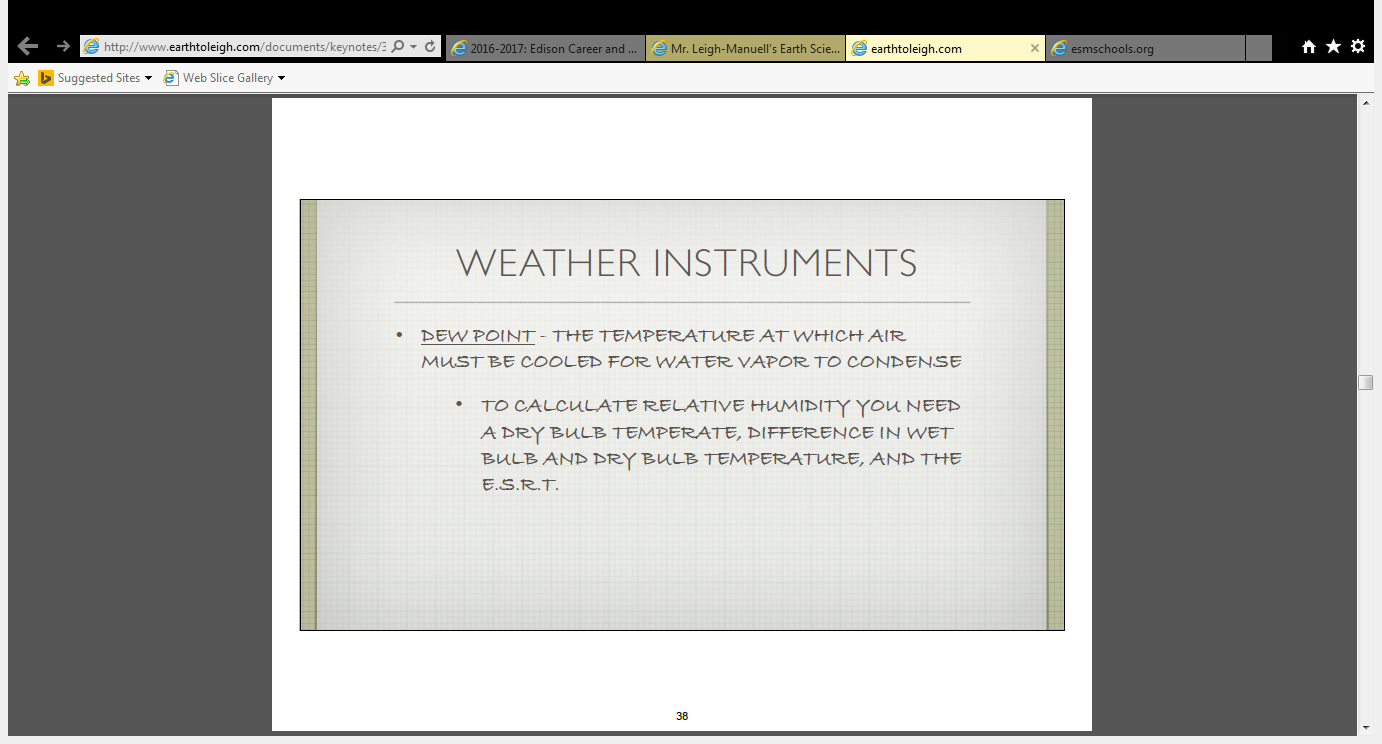 http://www.earthtoleigh.com/documents/keynotes/3
2016-2017: Edison Career and ...
Mr. Leigh-Manuell's Earth Scie...
earthtoleigh.com
esmschools.org
Suggested Sites
Web Slice Gallery
WEATHER INSTRUMENTS
• DEW POINT - THE TEMPERATURE AT WHICH AIR
MUST BE COOLED FOR WATER VAPOR TO CONDENSE
• TO CALCULATE RELATIVE HUMIDITY YOU NEED
A DRY BULB TEMPERATE, DIFFERENCE IN WET
BULB AND DRY BULB TEMPERATURE, AND THE
E.S.R.T.
38